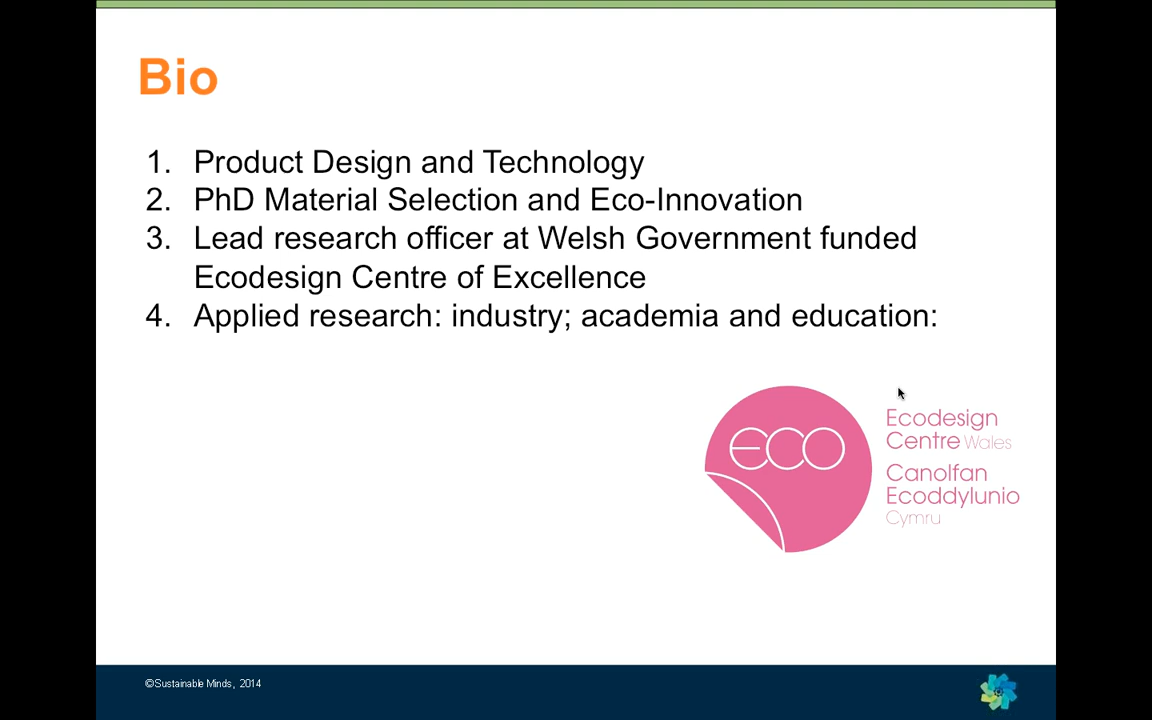 Bio
1. Product Design and Technology
2. PhD Material Selection and Eco-Innovation
3. Lead research officer at Welsh Government funded
Ecodesign Centre of Excellence
4. Applied research: industry; academia and education:
eco
Ecodesign
Centre Wales
Canolfan
Ecoddylunio
Cymru
©Sustainable Minds, 2014